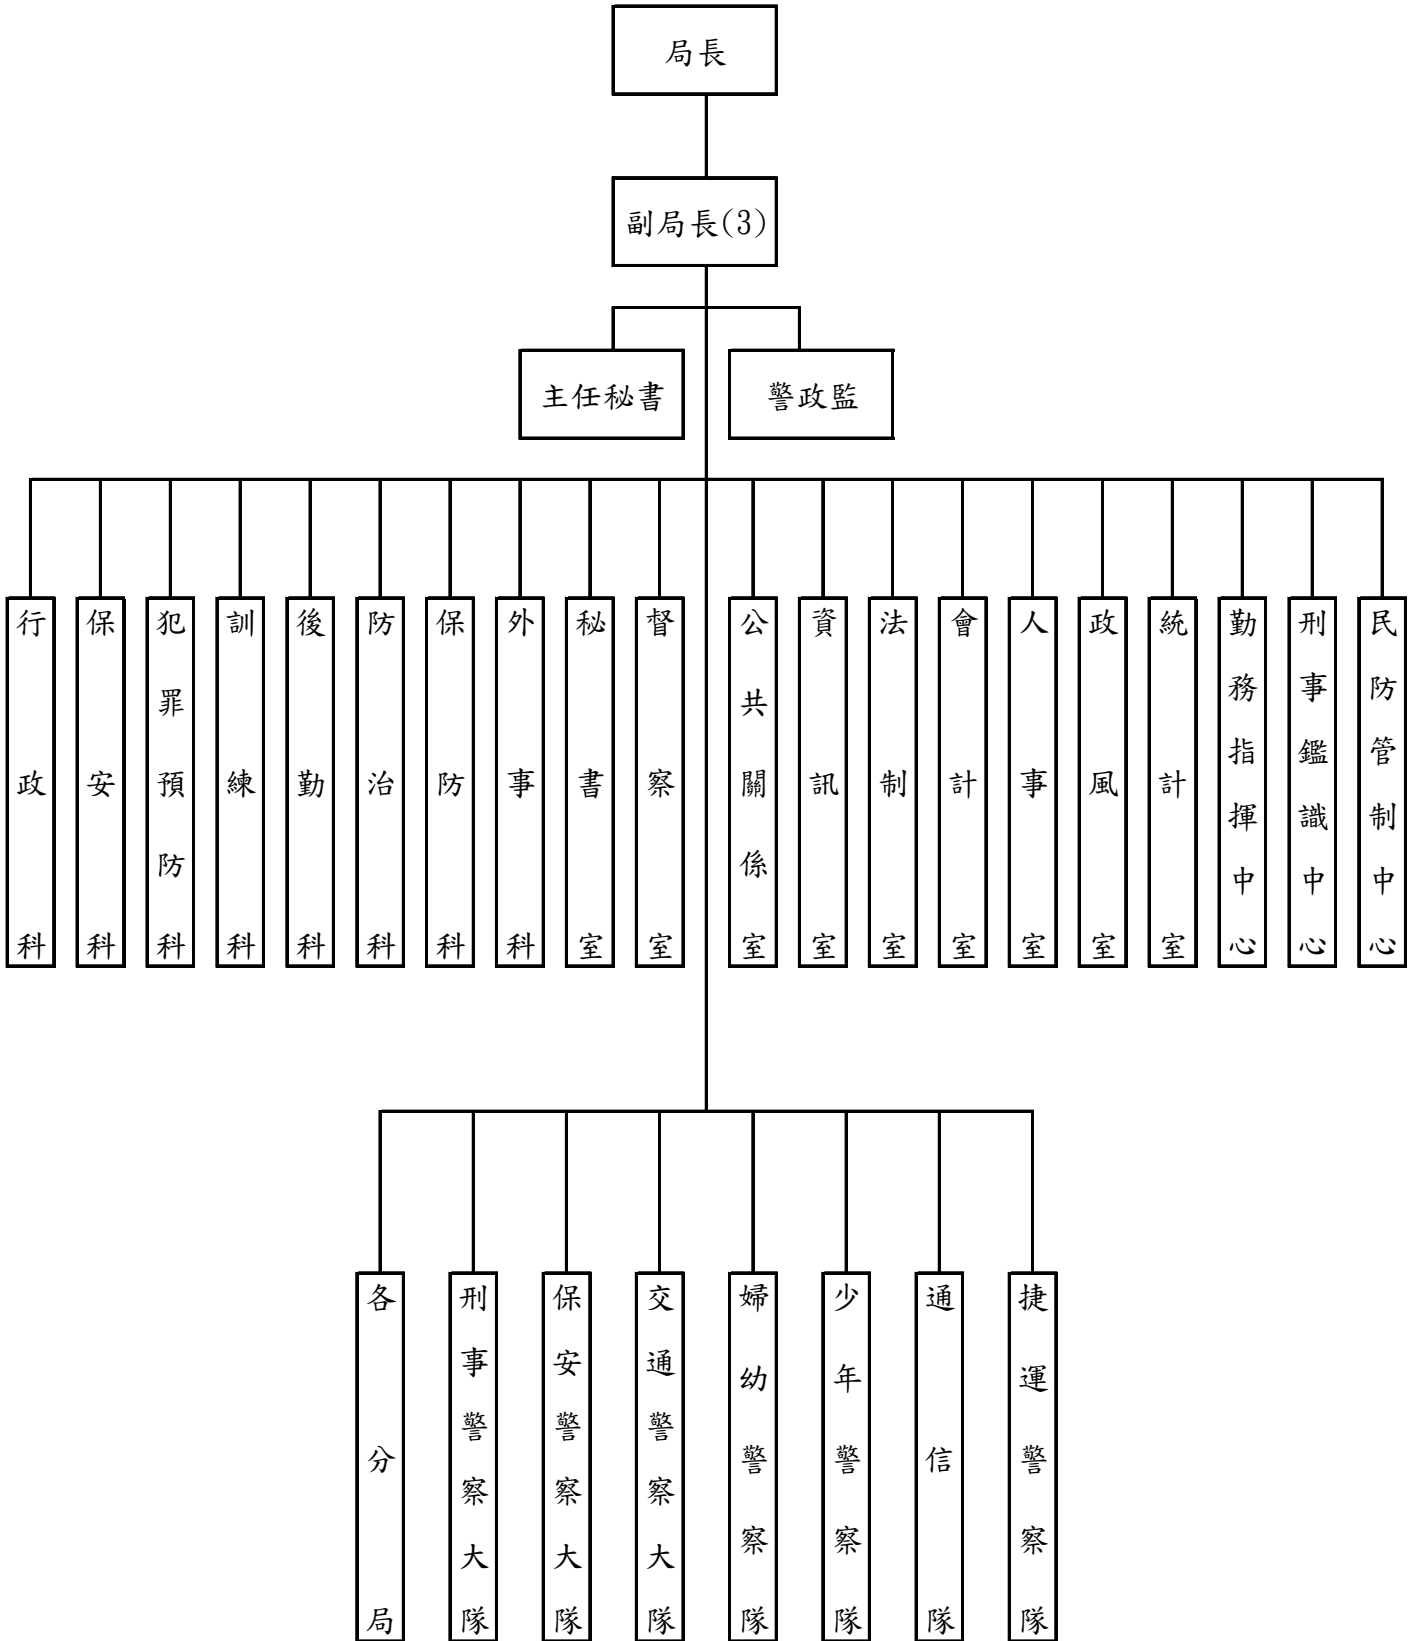 局長
副局長(3)
主任秘書
警政監
行政科
保安科
犯罪預防科
訓練科
後勤科
防治科
保防科
外事科
秘書室
督察室
公共關係室
資訊室
法制室
會計室
人事室
政風室
統計室
勤務指揮中心
刑事鑑識中心
民防管制中心
各分局
刑事警察大隊
保安警察大隊
交通警察大隊
婦幼警察隊
少年警察隊
通信隊
捷運警察隊